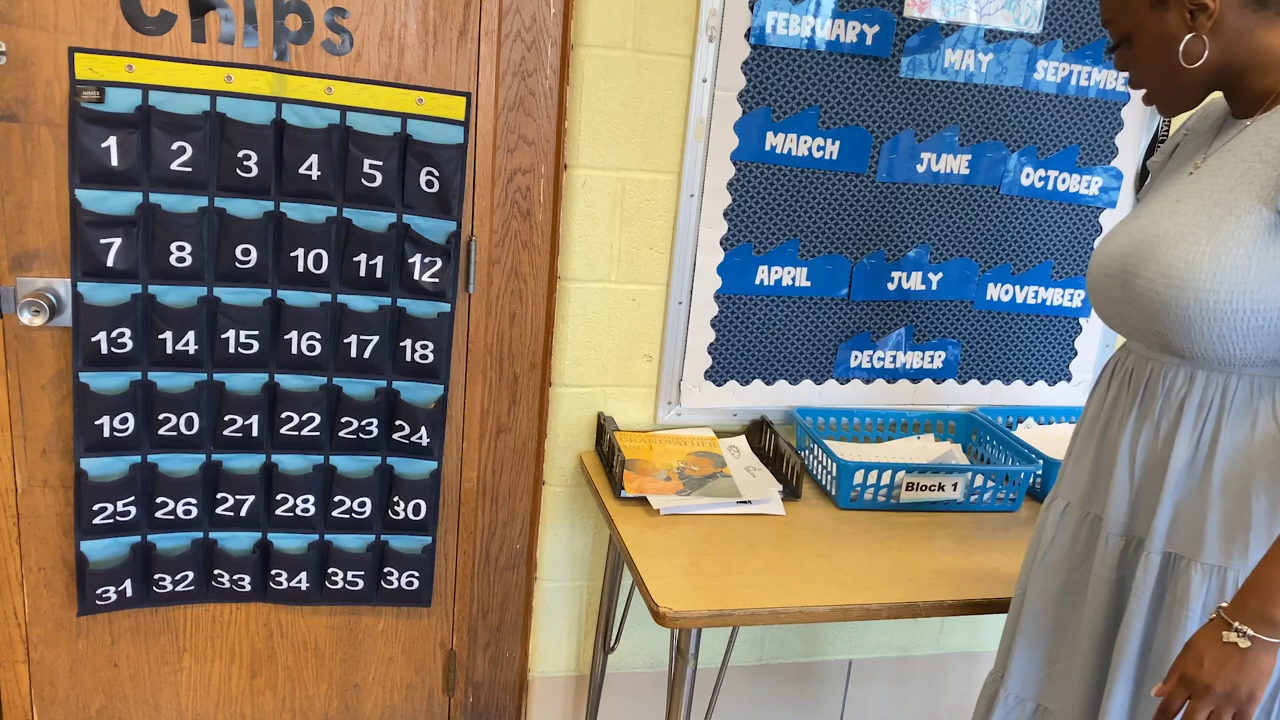 Chips
1 2 3 4 5 6
7 8 9 10 11 12
13 14 15 16 17 18
19 20 21 22 23 24
25 26 27 28 29 30
31 32 33 34 35 36
FEBRUARY
MAY
SEPTEMBE
MARCH
JUNE
OCTOBER
APRIL
JULY
NOVEMBER
DECEMBER
GRANDFATHER
Block 1